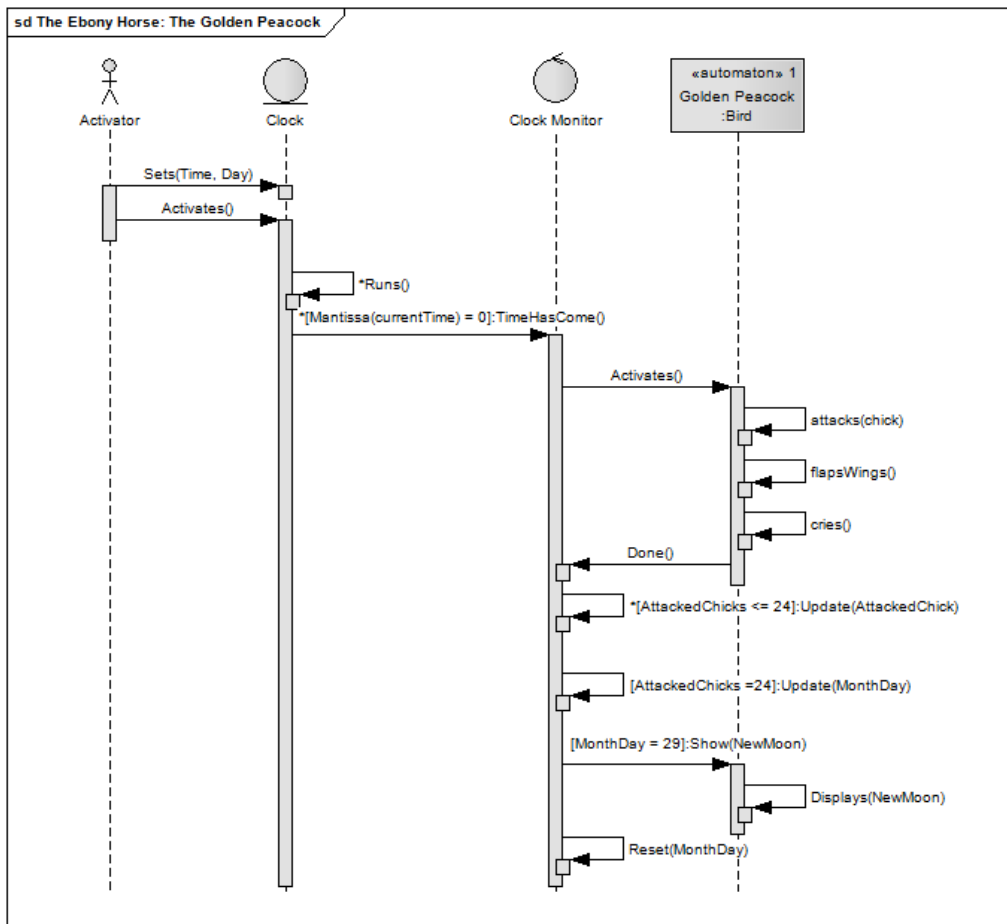 sd The Ebony Horse: The Golden Peacock
«automaton» 1
Golden Peacock
:Bird
Activator
Clock
Clock Monitor
Sets(Time, Day)
Activates()
*Runs()
*[Mantissa(currentTime) = 0]:TimeHasCome()
Activates()
attacks(chick)
flapsWings()
cries()
Done()
*[AttackedChicks <= 24]:Update(AttackedChick)
[AttackedChicks =24]:Update(MonthDay)
[MonthDay = 29]:Show(NewMoon)
Displays(NewMoon)
Reset(MonthDay)